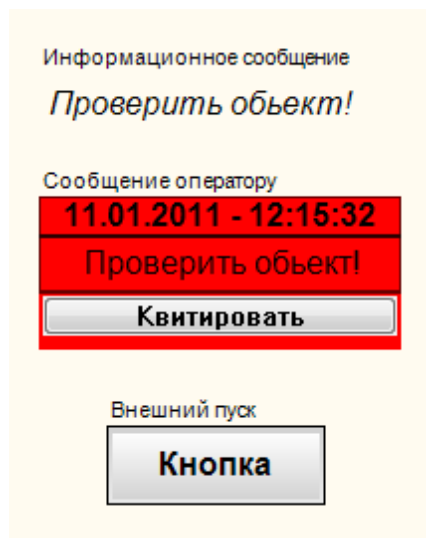 Информационное сообщение
Проверить обьект!
Сообщение оператору
11.01.2011 - 12:15:32
Проверить обьект!
Квитировать
Внешний пуск
Кнопка